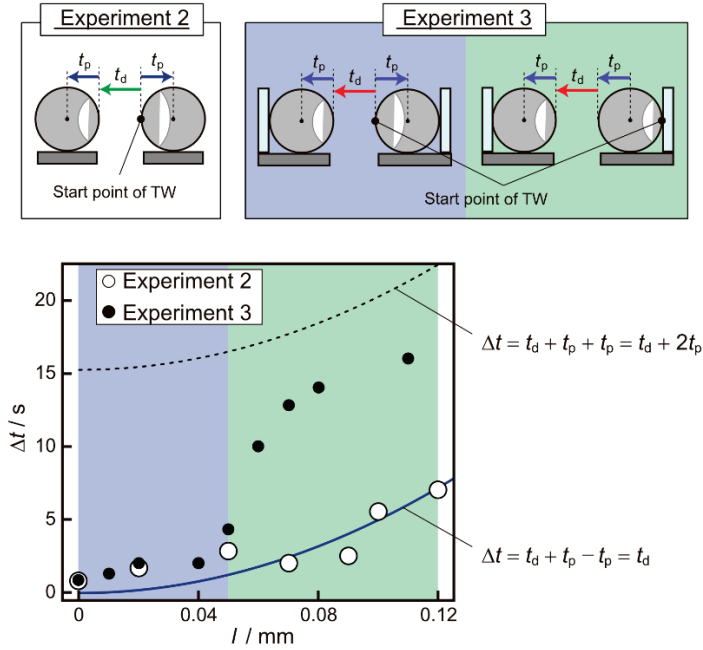 Experiment 2
Experiment 3
tp
td
tp
tp
td
tp
tp
td
tp
Start point of TW
Start point of TW
Experiment 2
Experiment 3
20
15
10
5
0
Δt / s
0
0.04
0.08
0.12
l / mm
Δt = td + tp + tp = td + 2tp
Δt = td + tp − tp = td